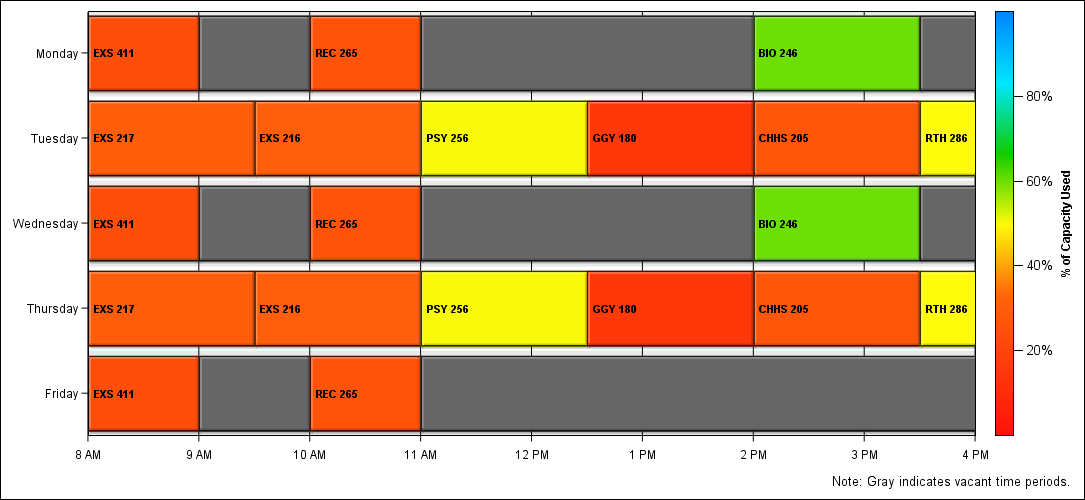 Monday
EXS 411
REC 265
BIO 246
Tuesday
EXS 217
EXS 216
PSY 256
GGY 180
CHHS 205
RTH 286
Wednesday
EXS 411
REC 265
BIO 246
Thursday
EXS 217
EXS 216
PSY 256
GGY 180
CHHS 205
RTH 286
Friday
EXS 411
REC 265
8 AM 9 AM 10 AM 11 AM 12 PM 1 PM 2 PM 3 PM 4 PM
80%
60%
40%
20%
% of Capacity Used
Note: Gray indicates vacant time periods.